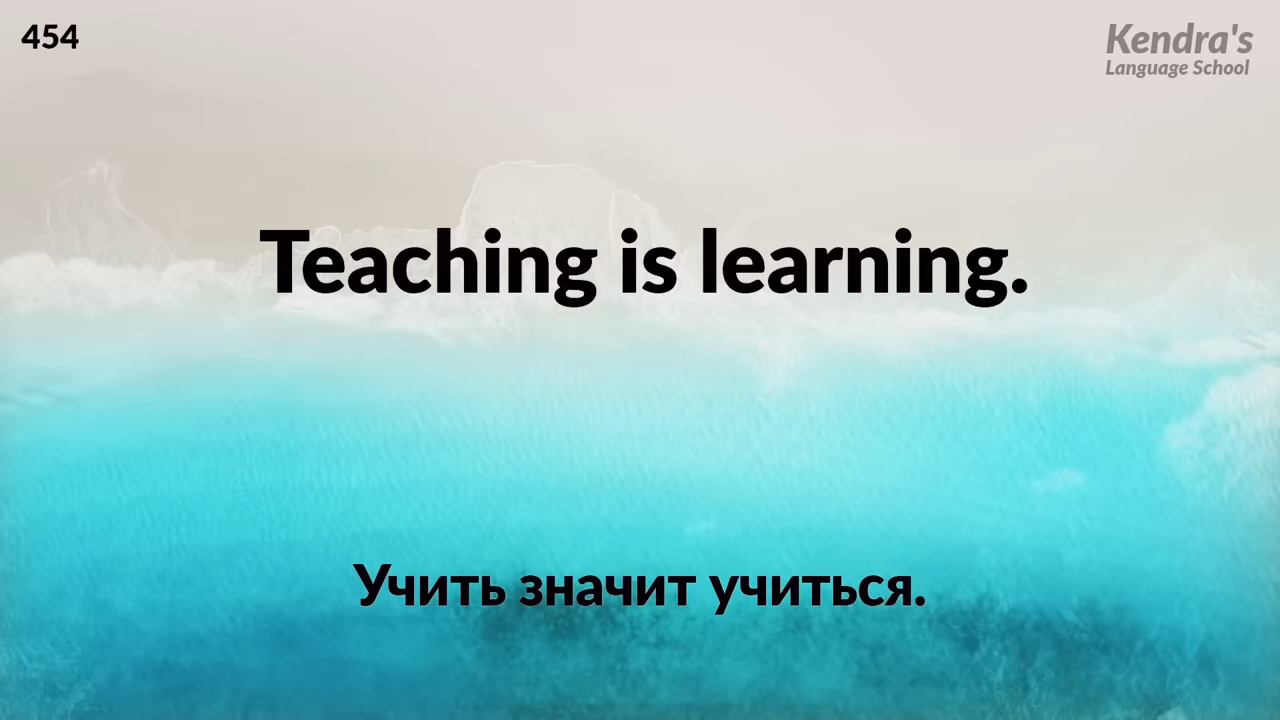 454
Kendra's
Language School
Teaching is learning.
Учить значит учиться.